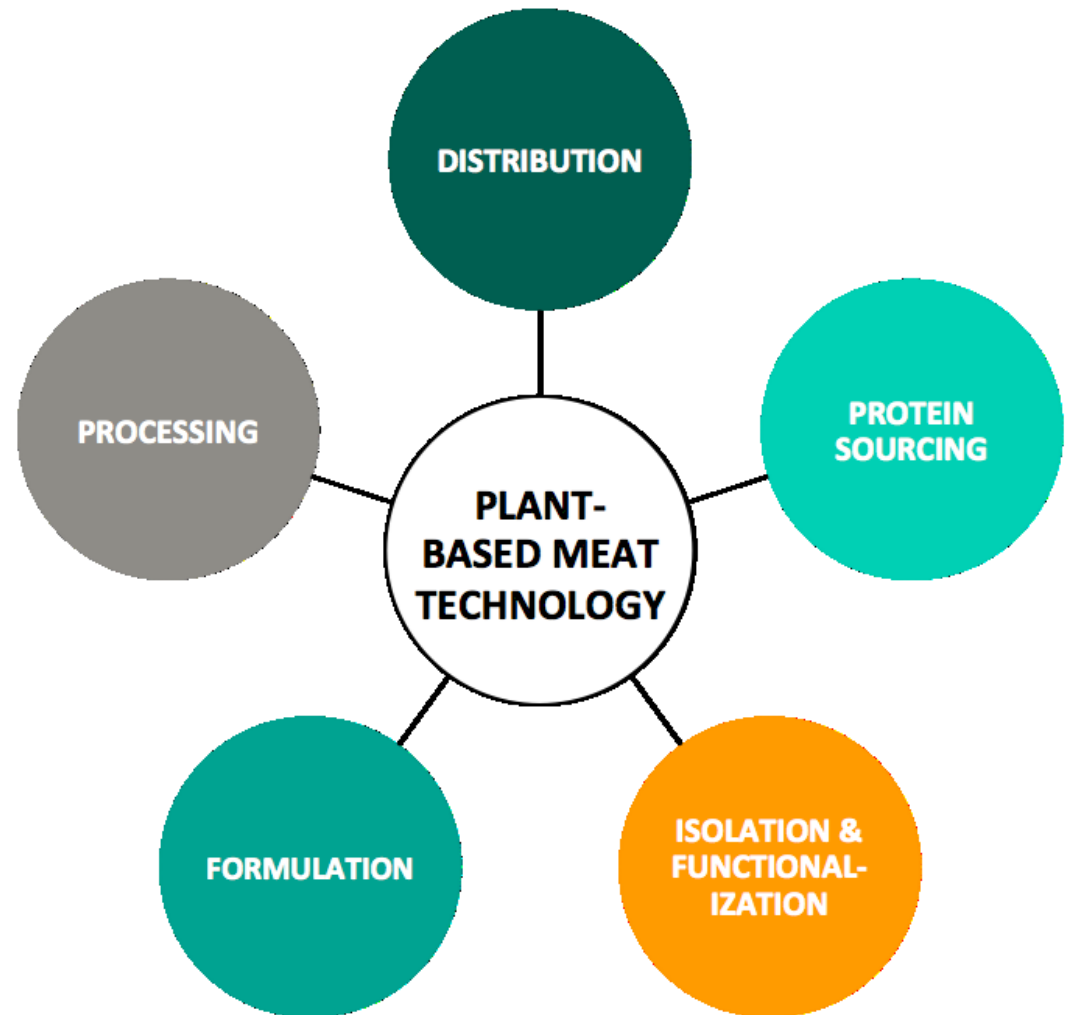 DISTRIBUTION
PROCESSING
PROTEIN
SOURCING
PLANT-
BASED MEAT
TECHNOLOGY
FORMULATION
ISOLATION &
FUNCTIONAL-
IZATION